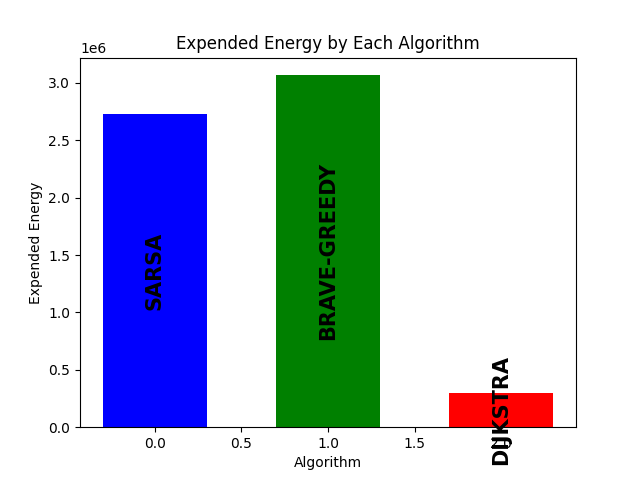 Expended Energy by Each Algorithm
1e6
3.0
2.5
2.0
1.5
1.0
0.5
0.0
Expended Energy
SARSA
BRAVE-GREEDY
DIJKSTRA
0.0 0.5 1.0 1.5
Algorithm